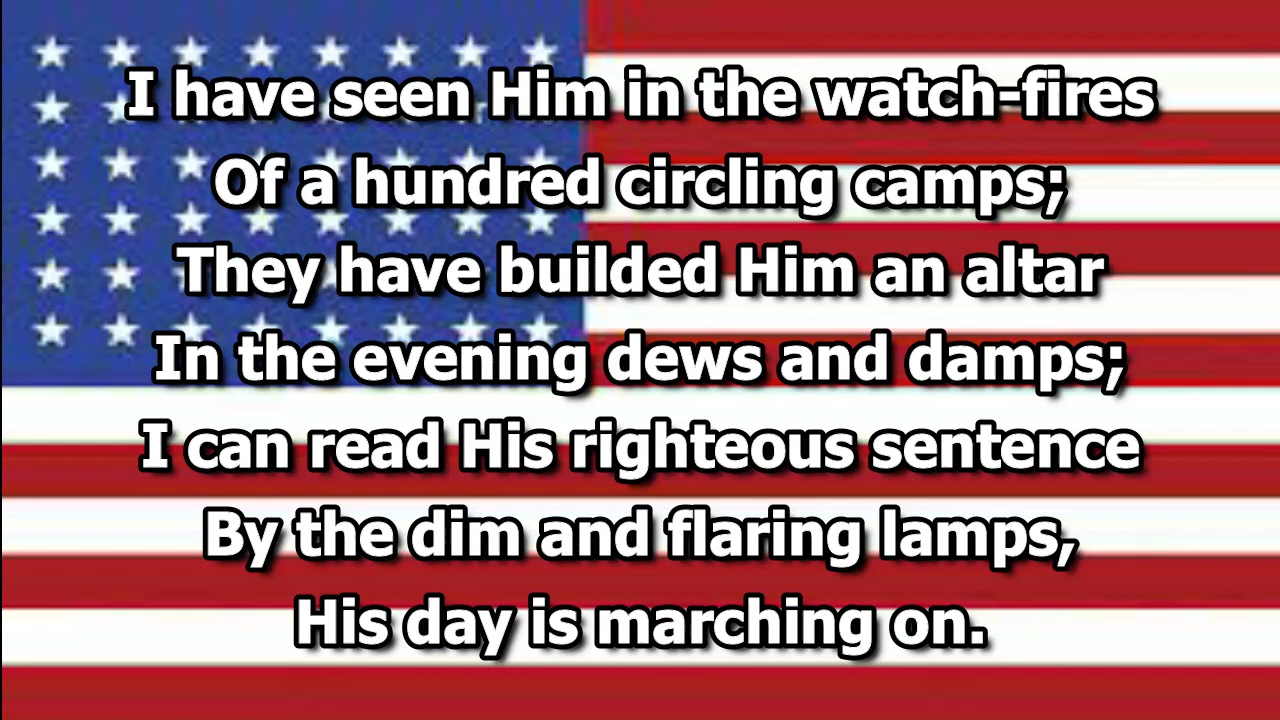 I have seen Him in the watch-fires
Of a hundred circling camps;
They have builded Him an altar
In the evening dews and damps;
I can read His righteous sentence
By the dim and flaring lamps,
His day is marching on.